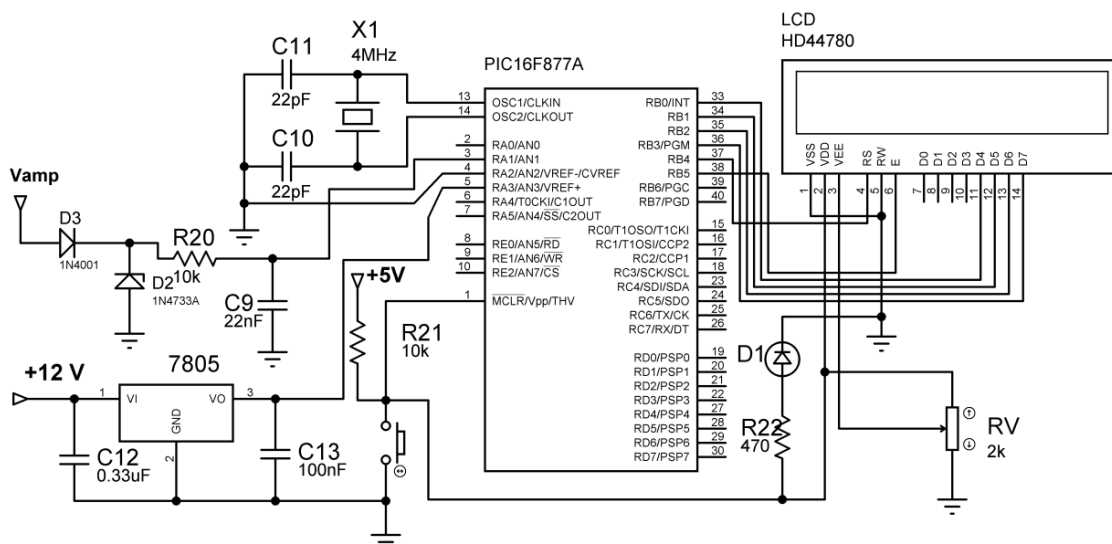 LCD
HD44780
X1
4MHz
C11
22pF
C10
22pF
PIC16F877A
13 OSC1/CLKIN
14 OSC2/CLKOUT
2 RA0/AN0
3 RA1/AN1
4 RA2/AN2/VREF-/CVREF
5 RA3/AN3/VREF+
6 RA4/T0CKI/C1OUT
7 RA5/AN4/SS/C2OUT
8 RE0/AN5/RD
9 RE1/AN6/WR
10 RE2/AN7/CS
1 MCLR/Vpp/THV
RB0/INT 33
RB1 34
RB2 35
RB3/PGM 36
RB4 37
RB5 38
RB6/PGC 39
RB7/PGD 40
RC0/T1OSO/T1CKI 15
RC1/T1OSI/CCP2 16
RC2/CCP1 17
RC3/SCK/SCL 18
RC4/SDI/SDA 23
RC5/SDO 24
RC6/TX/CK 25
RC7/RX/DT 26
RD0/PSP0 19
RD1/PSP1 20
RD2/PSP2 21
RD3/PSP3 22
RD4/PSP4 27
RD5/PSP5 28
RD6/PSP6 29
RD7/PSP7 30
VSS VDD VEE RS RW E D0 D1 D2 D3 D4 D5 D6 D7
1 2 3 4 5 6 7 8 9 10 11 12 13 14
Vamp
D3
1N4001
R20
10k
D2
1N4733A
C9
22nF
+5V
R21
10k
+12 V
7805
1 VI VO 3
GND
2
C12
0.33uF
C13
100nF
D1
R22
470
RV
2k